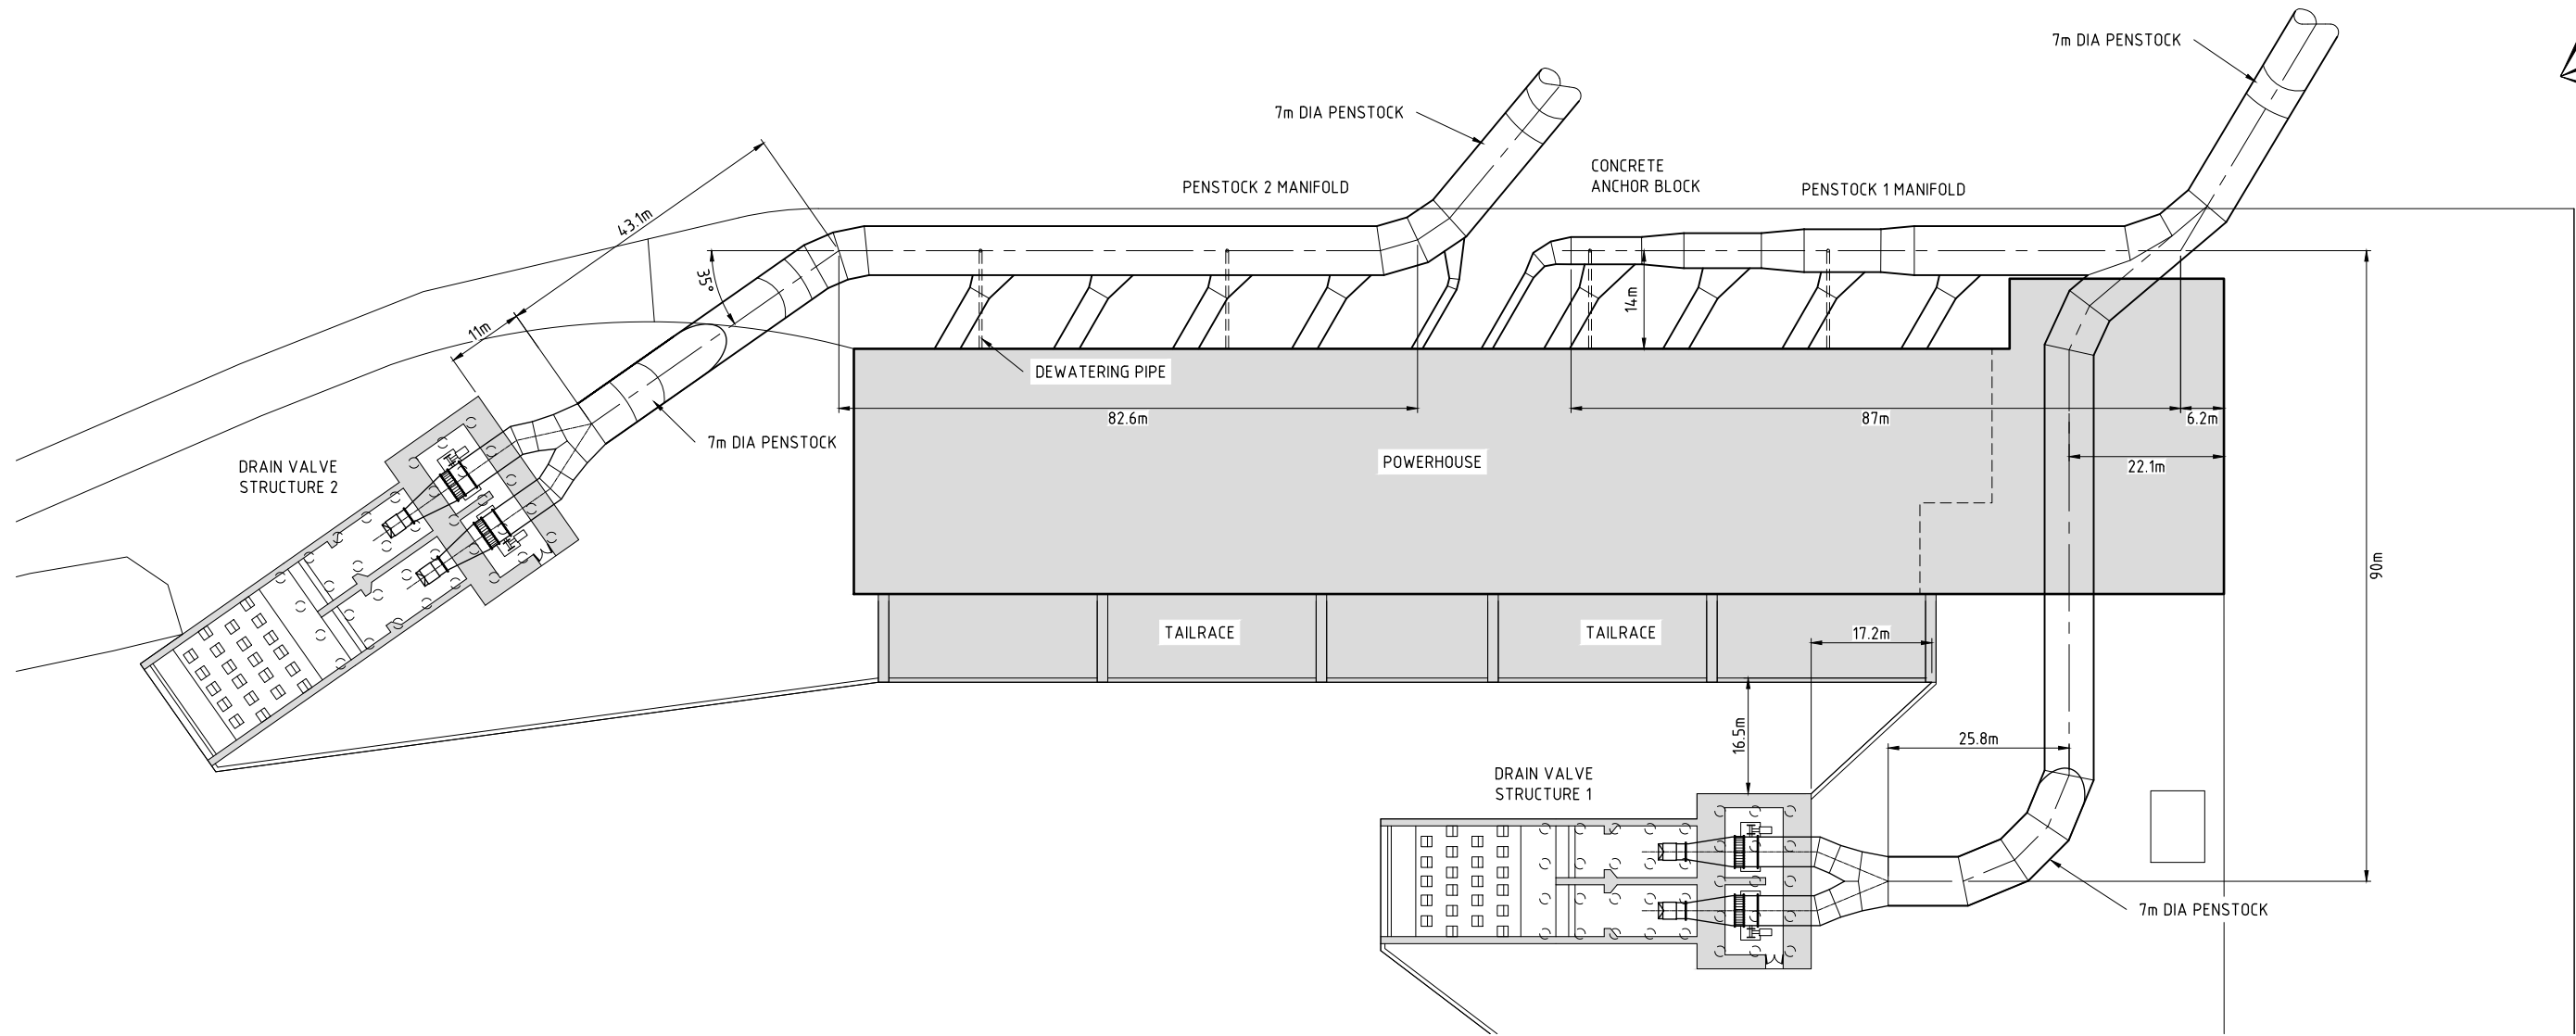 7m DIA PENSTOCK
7m DIA PENSTOCK
CONCRETE
ANCHOR BLOCK
PENSTOCK 2 MANIFOLD
PENSTOCK 1 MANIFOLD
43.1m
35°
11m
14m
DEWATERING PIPE
82.6m
87m
6.2m
7m DIA PENSTOCK
POWERHOUSE
22.1m
DRAIN VALVE
STRUCTURE 2
90m
TAILRACE
TAILRACE
17.2m
16.5m
25.8m
DRAIN VALVE
STRUCTURE 1
7m DIA PENSTOCK